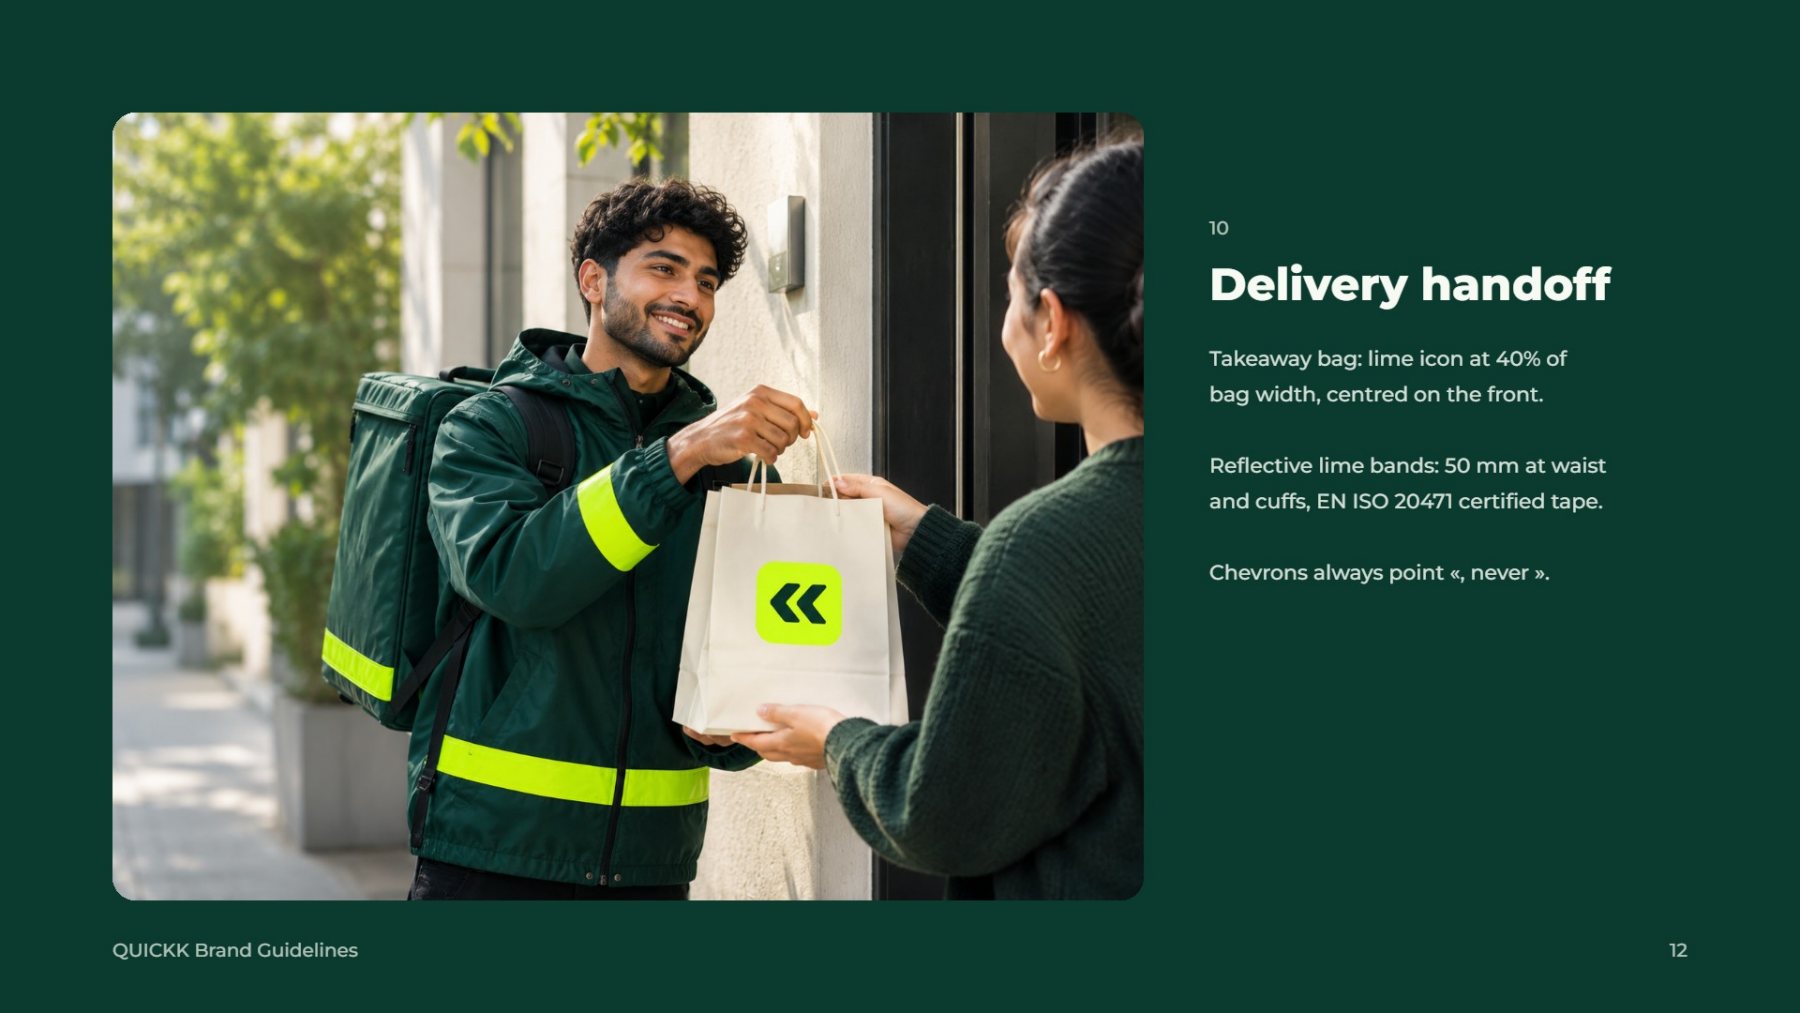 10
Delivery handoff
Takeaway bag: lime icon at 40% of
bag width, centred on the front.
Reflective lime bands: 50 mm at waist
and cuffs, EN ISO 20471 certified tape.
Chevrons always point «, never ».
QUICKK Brand Guidelines
12